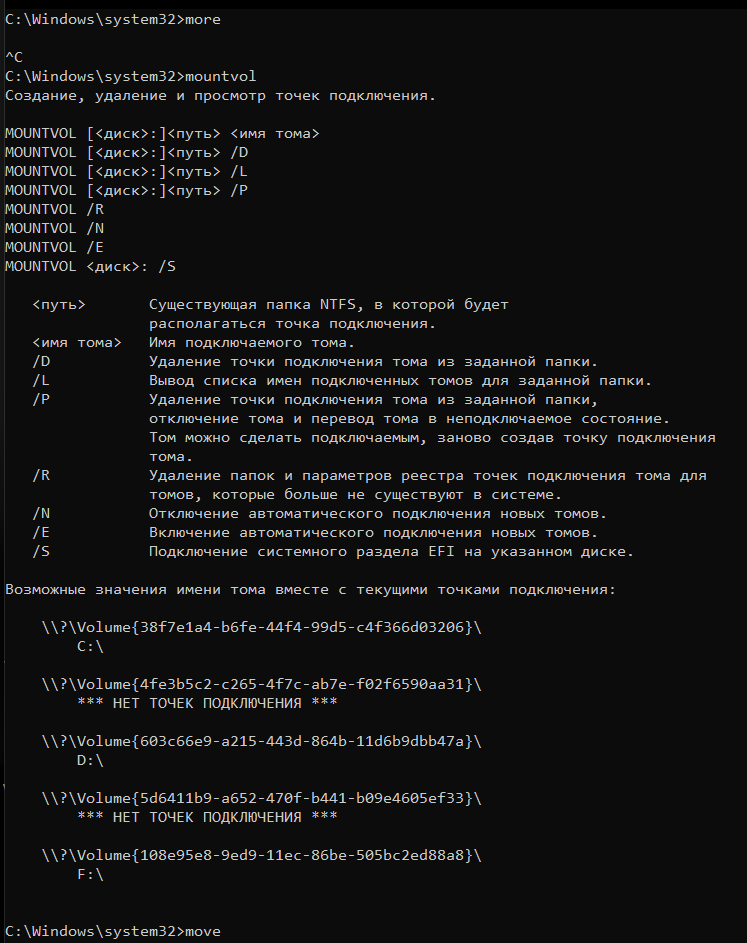 C:\Windows\system32>more
^C
C:\Windows\system32>mountvol
Создание, удаление и просмотр точек подключения.
MOUNTVOL [<диск>:]<путь> <имя тома>
MOUNTVOL [<диск>:]<путь> /D
MOUNTVOL [<диск>:]<путь> /L
MOUNTVOL [<диск>:]<путь> /P
MOUNTVOL /R
MOUNTVOL /N
MOUNTVOL /E
MOUNTVOL <диск>: /S
<путь> Существующая папка NTFS, в которой будет
располагаться точка подключения.
<имя тома> Имя подключаемого тома.
/D Удаление точки подключения тома из заданной папки.
/L Вывод списка имен подключенных томов для заданной папки.
/P Удаление точки подключения тома из заданной папки,
отключение тома и перевод тома в неподключаемое состояние.
Том можно сделать подключаемым, заново создав точку подключения
тома.
/R Удаление папок и параметров реестра точек подключения тома для
томов, которые больше не существуют в системе.
/N Отключение автоматического подключения новых томов.
/E Включение автоматического подключения новых томов.
/S Подключение системного раздела EFI на указанном диске.
Возможные значения имени тома вместе с текущими точками подключения:
\\?\Volume{38f7e1a4-b6fe-44f4-99d5-c4f366d03206}\
C:\
\\?\Volume{4fe3b5c2-c265-4f7c-ab7e-f02f6590aa31}\
*** НЕТ ТОЧЕК ПОДКЛЮЧЕНИЯ ***
\\?\Volume{603c66e9-a215-443d-864b-11d6b9dbb47a}\
D:\
\\?\Volume{5d6411b9-a652-470f-b441-b09e4605ef33}\
*** НЕТ ТОЧЕК ПОДКЛЮЧЕНИЯ ***
\\?\Volume{108e95e8-9ed9-11ec-86be-505bc2ed88a8}\
F:\
C:\Windows\system32>move